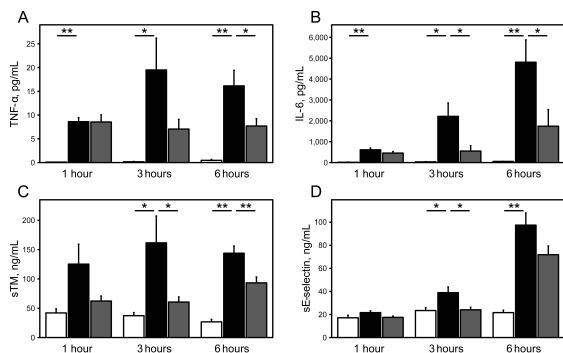 A
B
** * ** *
** * * ** *
TNF-α, pg/mL
25
20
15
10
5
0
IL-6, pg/mL
6,000
5,000
4,000
3,000
2,000
1,000
0
1 hour 3 hours 6 hours
1 hour 3 hours 6 hours
C
D
* * ** **
* * **
sTM, ng/mL
200
150
100
50
0
sE-selectin, ng/mL
100
80
60
40
20
0
1 hour 3 hours 6 hours
1 hour 3 hours 6 hours